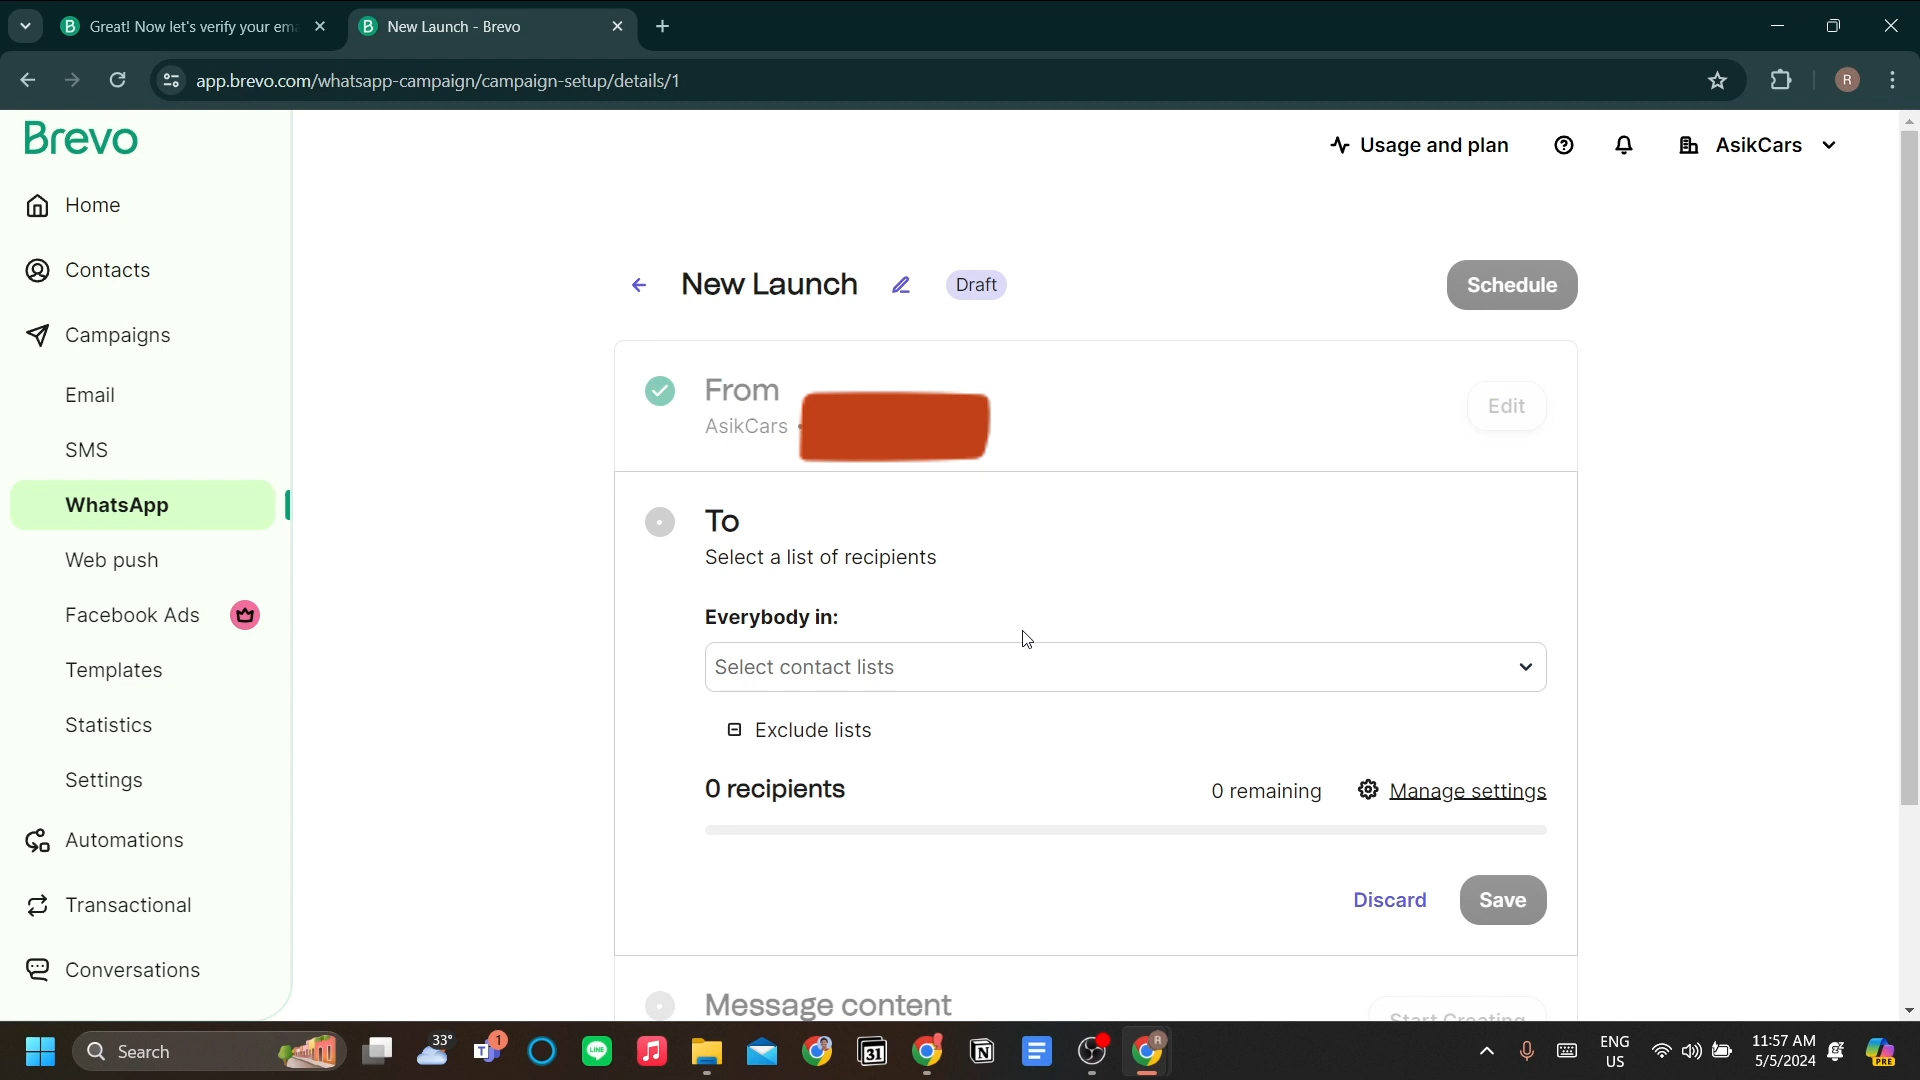 Great! Now let's verify your em
New Launch - Brevo
app.brevo.com/whatsapp-campaign/campaign-setup/details/1
R
Brevo
Usage and plan
AsikCars
Home
Contacts
Campaigns
Email
SMS
WhatsApp
Web push
Facebook Ads
Templates
Statistics
Settings
Automations
Transactional
Conversations
New Launch
Draft
Schedule
From
AsikCars
Edit
To
Select a list of recipients
Everybody in:
Select contact lists
Exclude lists
0 recipients
0 remaining
Manage settings
Discard
Save
Message content
Start Creating
Search
33°
1
31
ENG
US
11:57 AM
5/5/2024
PRE